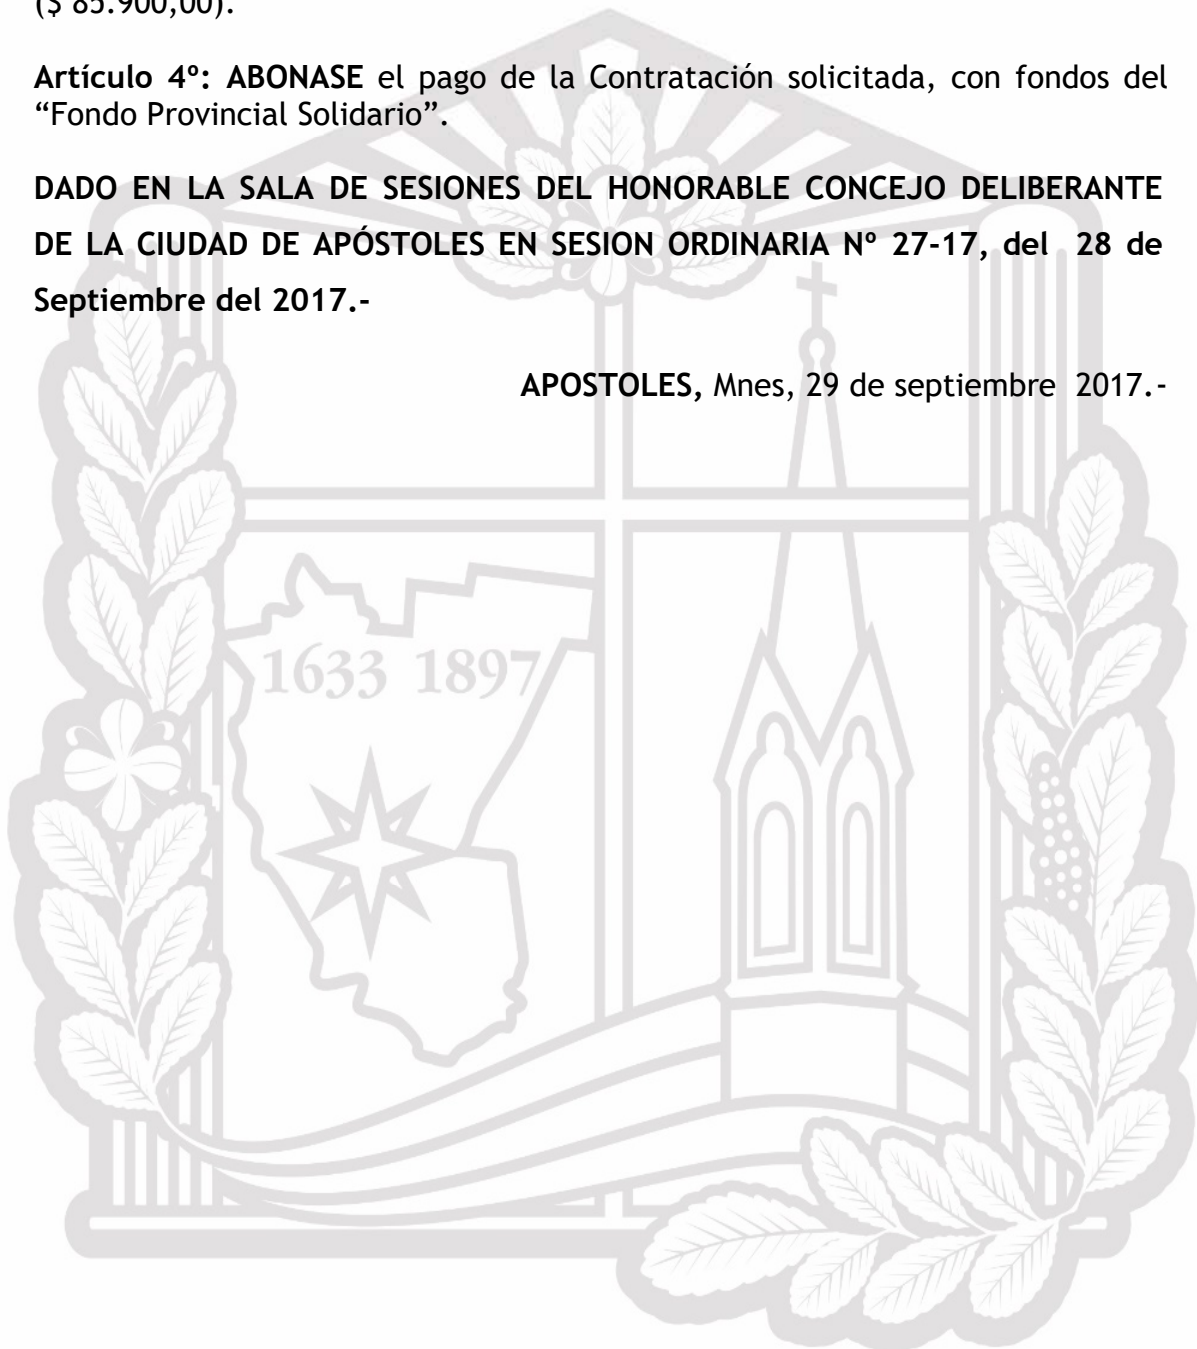 ($ 85.900,00).
Artículo 4º: ABONASE el pago de la Contratación solicitada, con fondos del
“Fondo Provincial Solidario”.
DADO EN LA SALA DE SESIONES DEL HONORABLE CONCEJO DELIBERANTE
DE LA CIUDAD DE APÓSTOLES EN SESION ORDINARIA Nº 27-17, del 28 de
Septiembre del 2017.-
APOSTOLES, Mnes, 29 de septiembre 2017.-
1633 1897